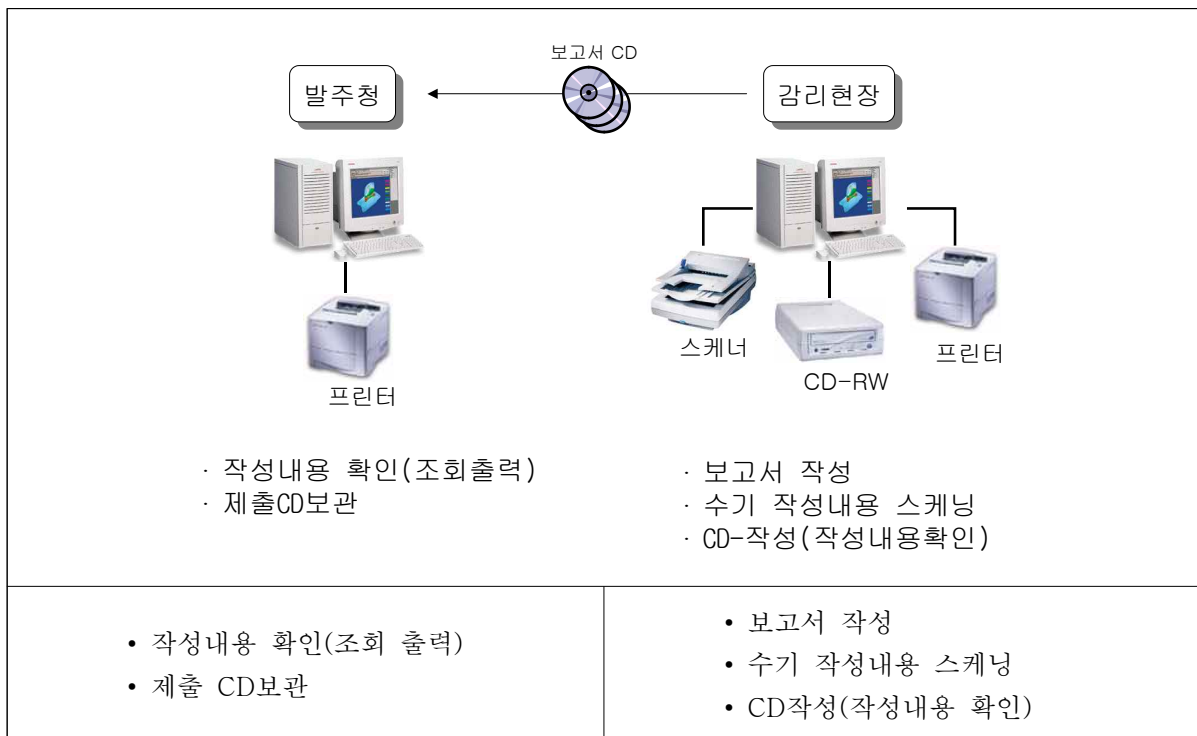 보고서 CD
발주청
감리현장
스케너
CD-RW
프린터
프린터
· 작성내용 확인(조회출력)
· 제출CD보관
· 보고서 작성
· 수기 작성내용 스케닝
· CD-작성(작성내용확인)
• 작성내용 확인(조회 출력)
• 제출 CD보관
• 보고서 작성
• 수기 작성내용 스케닝
• CD작성(작성내용 확인)